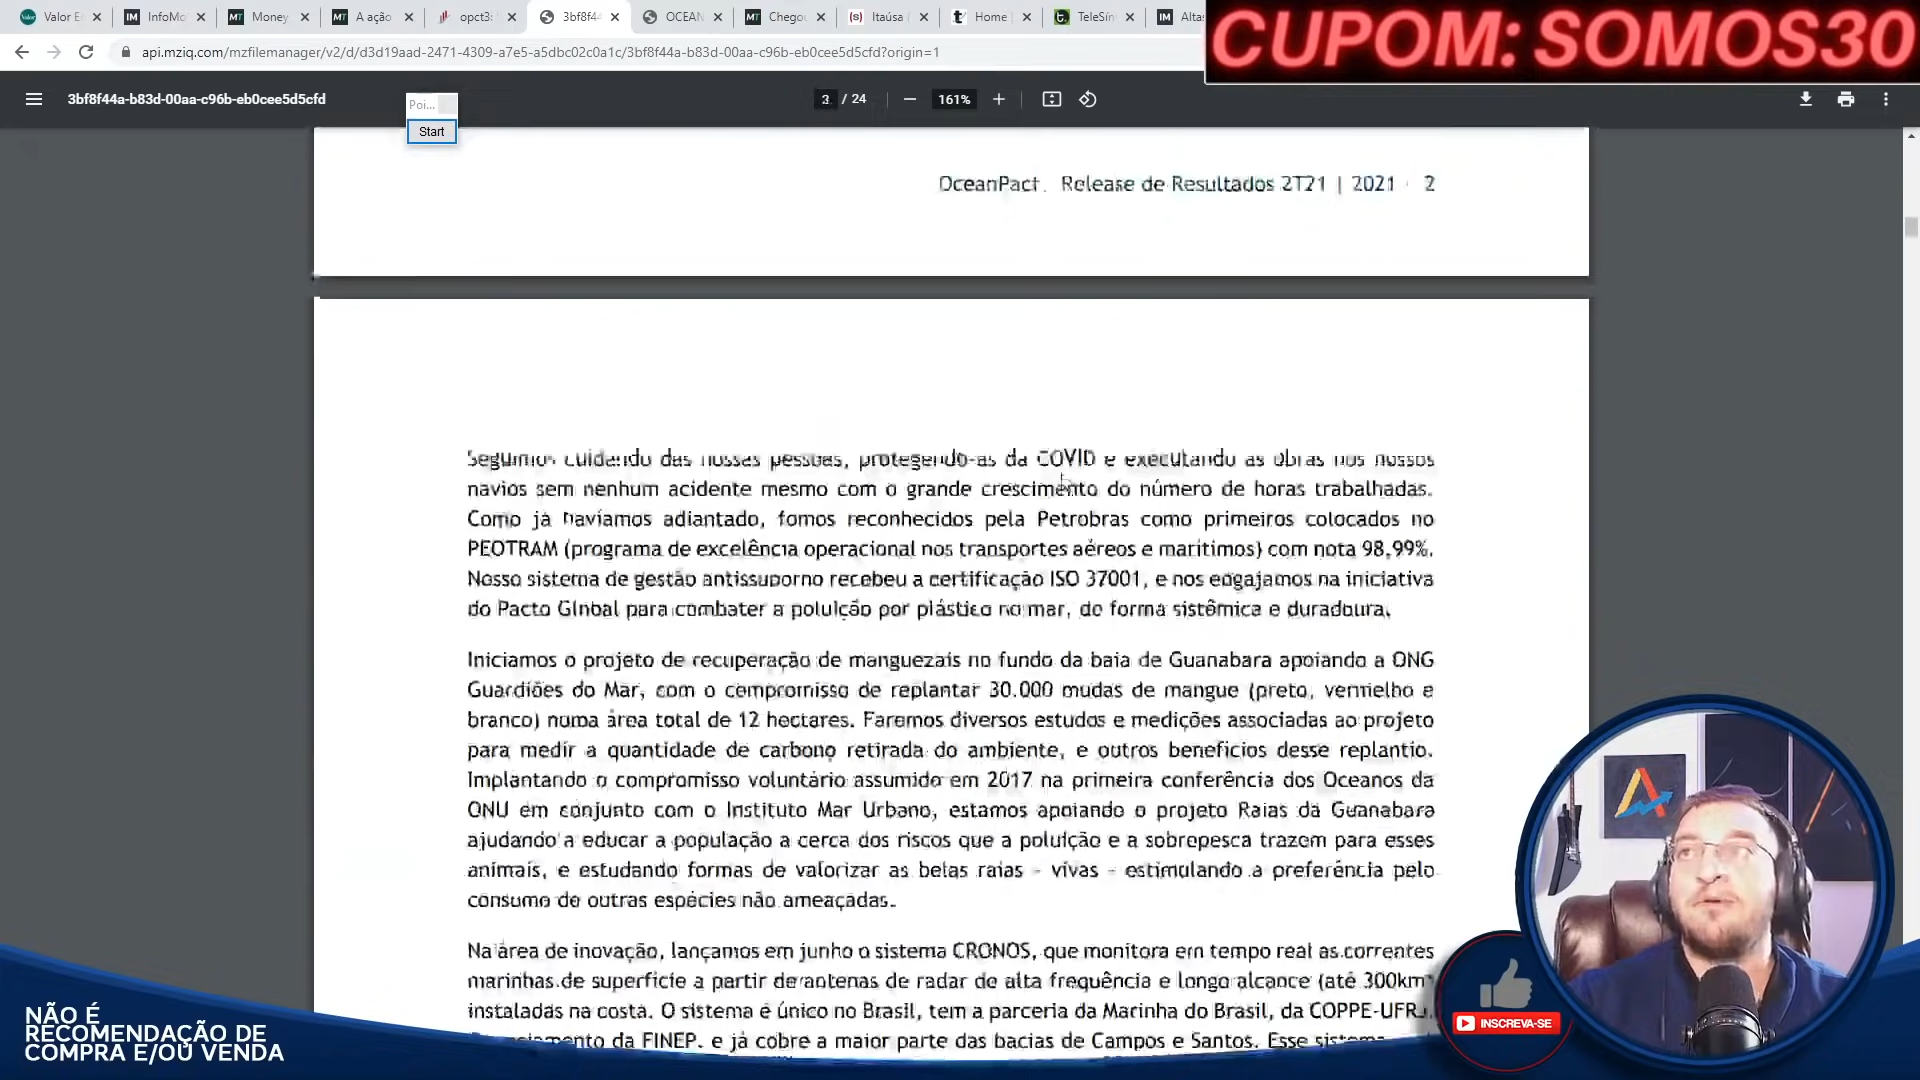 Valor E
InfoMo
Money
A ação
opct3:
3bf8f44
OCEAN
Chegou
Itaúsa
Home |
TeleSín
Altas
CUPOM: SOMOS30
api.mziq.com/mzfilemanager/v2/d/d3d19aad-2471-4309-a7e5-a5dbc02c0a1c/3bf8f44a-b83d-00aa-c96b-eb0cee5d5cfd?origin=1
3bf8f44a-b83d-00aa-c96b-eb0cee5d5cfd
3 / 24
161%
Poi...
Start
OceanPact Release de Resultados 2T21 | 2021 2
Seguimos cuidando das nossas pessoas, protegendo-as da COVID e executando as obras nos nossos
navios sem nenhum acidente mesmo com o grande crescimento do número de horas trabalhadas.
Como já havíamos adiantado, fomos reconhecidos pela Petrobras como primeiros colocados no
PEOTRAM (programa de excelência operacional nos transportes aéreos e marítimos) com nota 98,99%.
Nosso sistema de gestão antissuborno recebeu a certificação ISO 37001, e nos engajamos na iniciativa
do Pacto Global para combater a poluição por plástico no mar, de forma sistêmica e duradoura.
Iniciamos o projeto de recuperação de manguezais no fundo da baia de Guanabara apoiando a ONG
Guardiões do Mar, com o compromisso de replantar 30.000 mudas de mangue (preto, vermelho e
branco) numa área total de 12 hectares. Faremos diversos estudos e medições associadas ao projeto
para medir a quantidade de carbono retirada do ambiente, e outros benefícios desse replantio.
Implantando o compromisso voluntário assumido em 2017 na primeira conferência dos Oceanos da
ONU em conjunto com o Instituto Mar Urbano, estamos apoiando o projeto Raias da Guanabara
ajudando a educar a população a cerca dos riscos que a poluição e a sobrepesca trazem para esses
animais, e estudando formas de valorizar as belas raias - vivas - estimulando a preferência pelo
consumo de outras espécies não ameaçadas.
Na área de inovação, lançamos em junho o sistema CRONOS, que monitora em tempo real as correntes
marinhas de superfície a partir de antenas de radar de alta frequência e longo alcance (até 300km)
instaladas na costa. O sistema é único no Brasil, tem a parceria da Marinha do Brasil, da COPPE-UFRJ,
da FINEP, e já cobre a maior parte das bacias de Campos e Santos. Esse sistema
NÃO É
RECOMENDAÇÃO DE
COMPRA E/OU VENDA
INSCREVA-SE